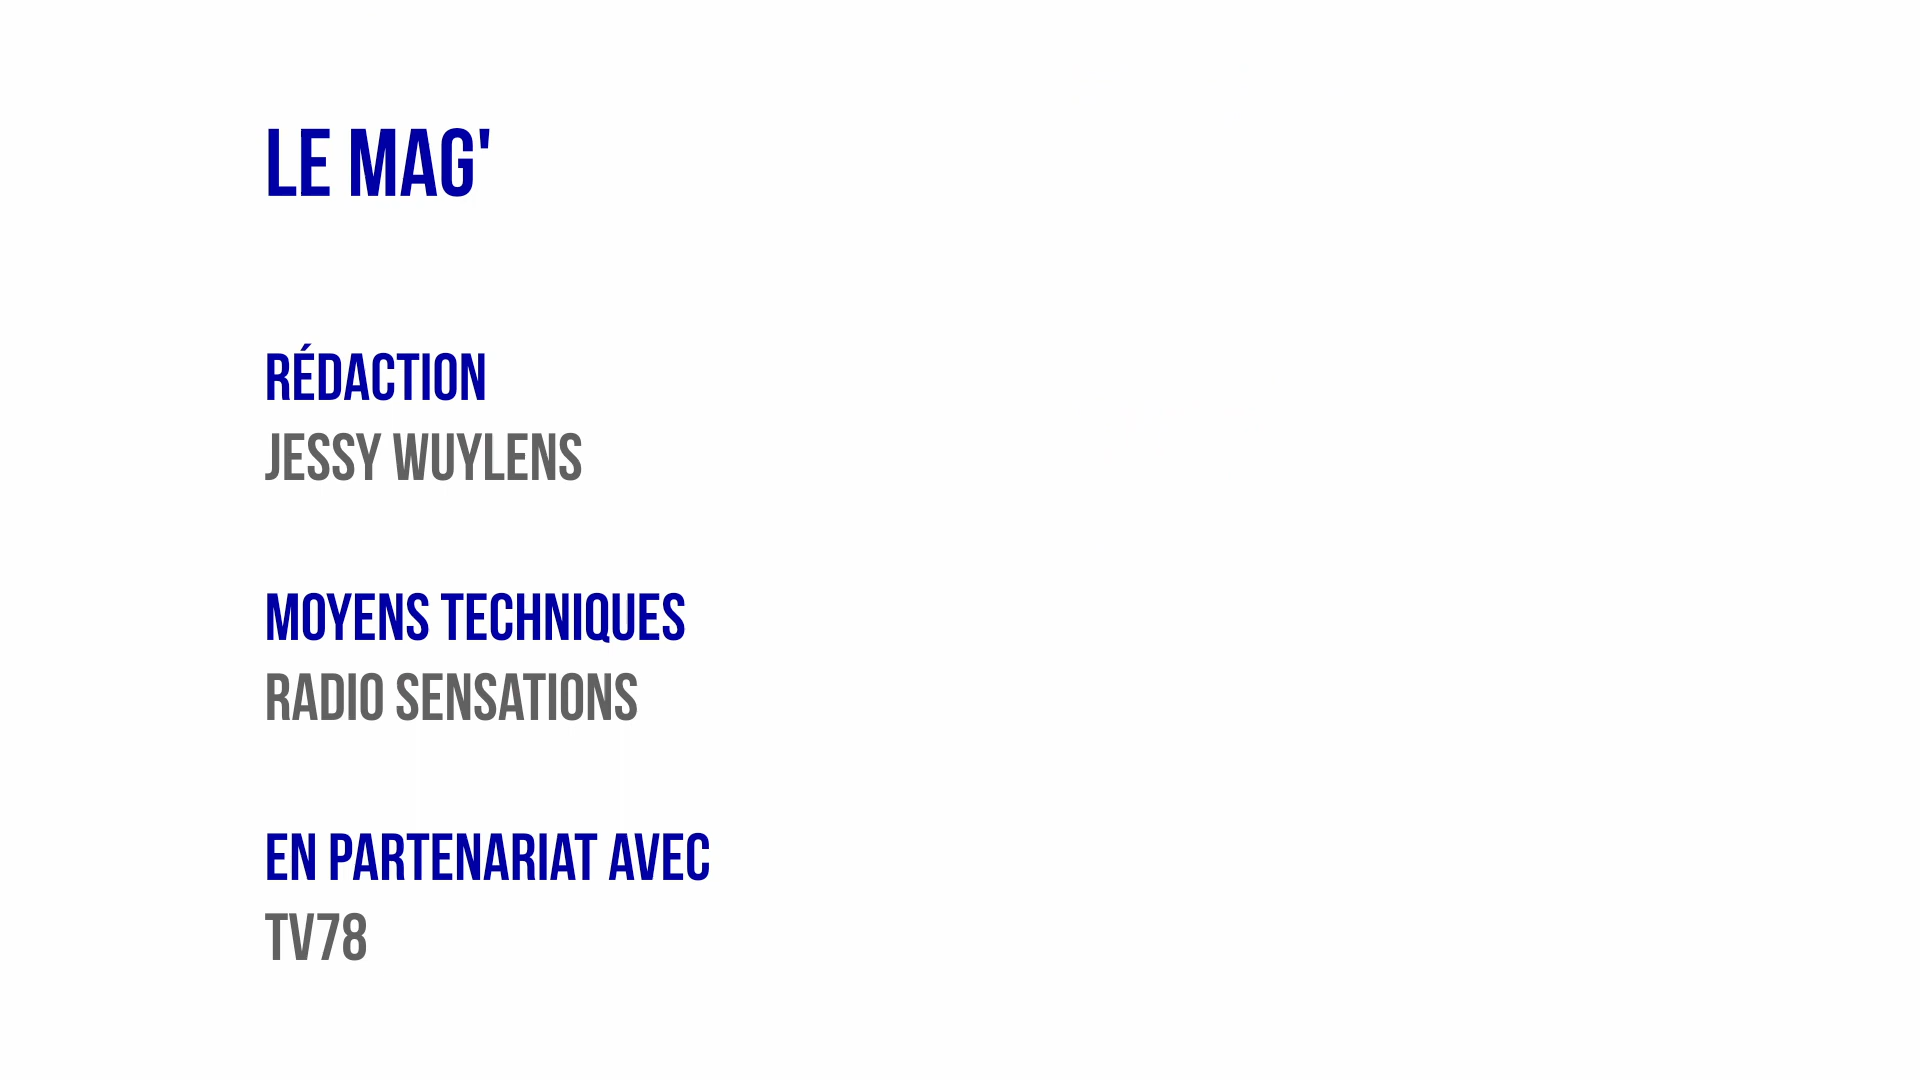 LE MAG'
RÉDACTION
JESSY WUYLENS
MOYENS TECHNIQUES
RADIO SENSATIONS
EN PARTENARIAT AVEC
TV78